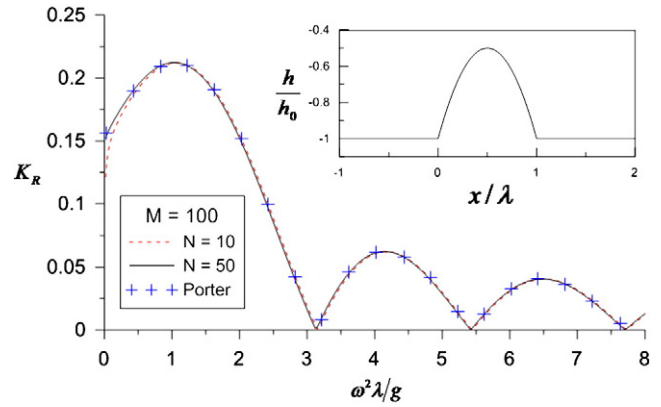 0.25
0.2
0.15
0.1
0.05
0
K_R
0 1 2 3 4 5 6 7 8
ω²λ/g
M = 100
N = 10
N = 50
Porter
-0.4
-0.6
-0.8
-1
h/h₀
-1 0 1 2
x/λ